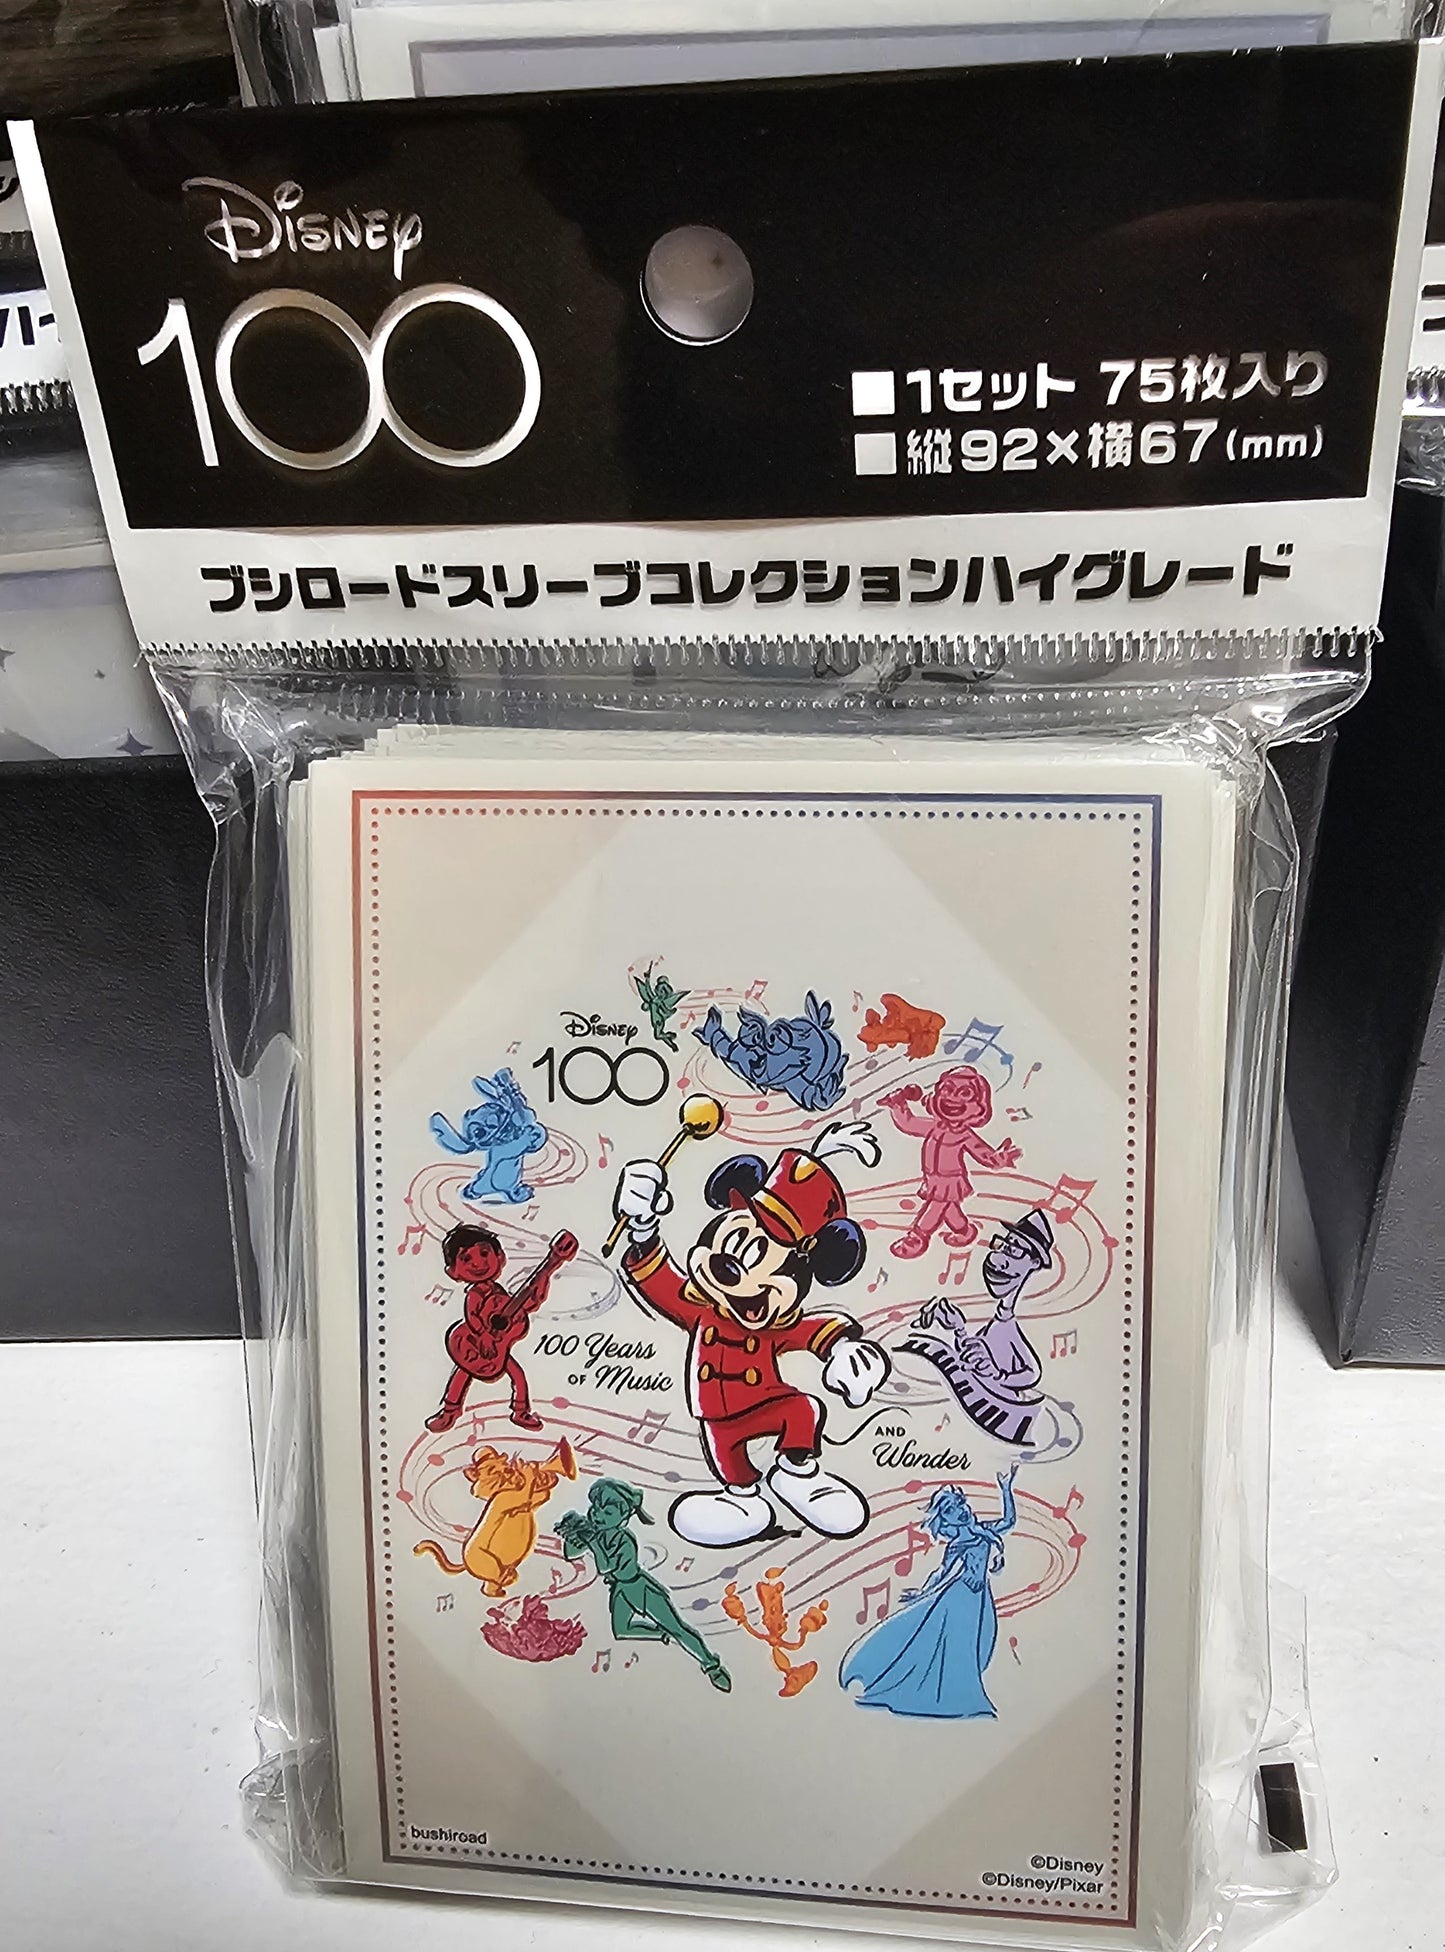 Disney
100
■1セット 75枚入り
■縦92×横67(mm)
ブシロードスリーブコレクションハイグレード
Disney
100
100 Years
OF Music
AND
Wonder
bushiroad
©Disney
©Disney/Pixar